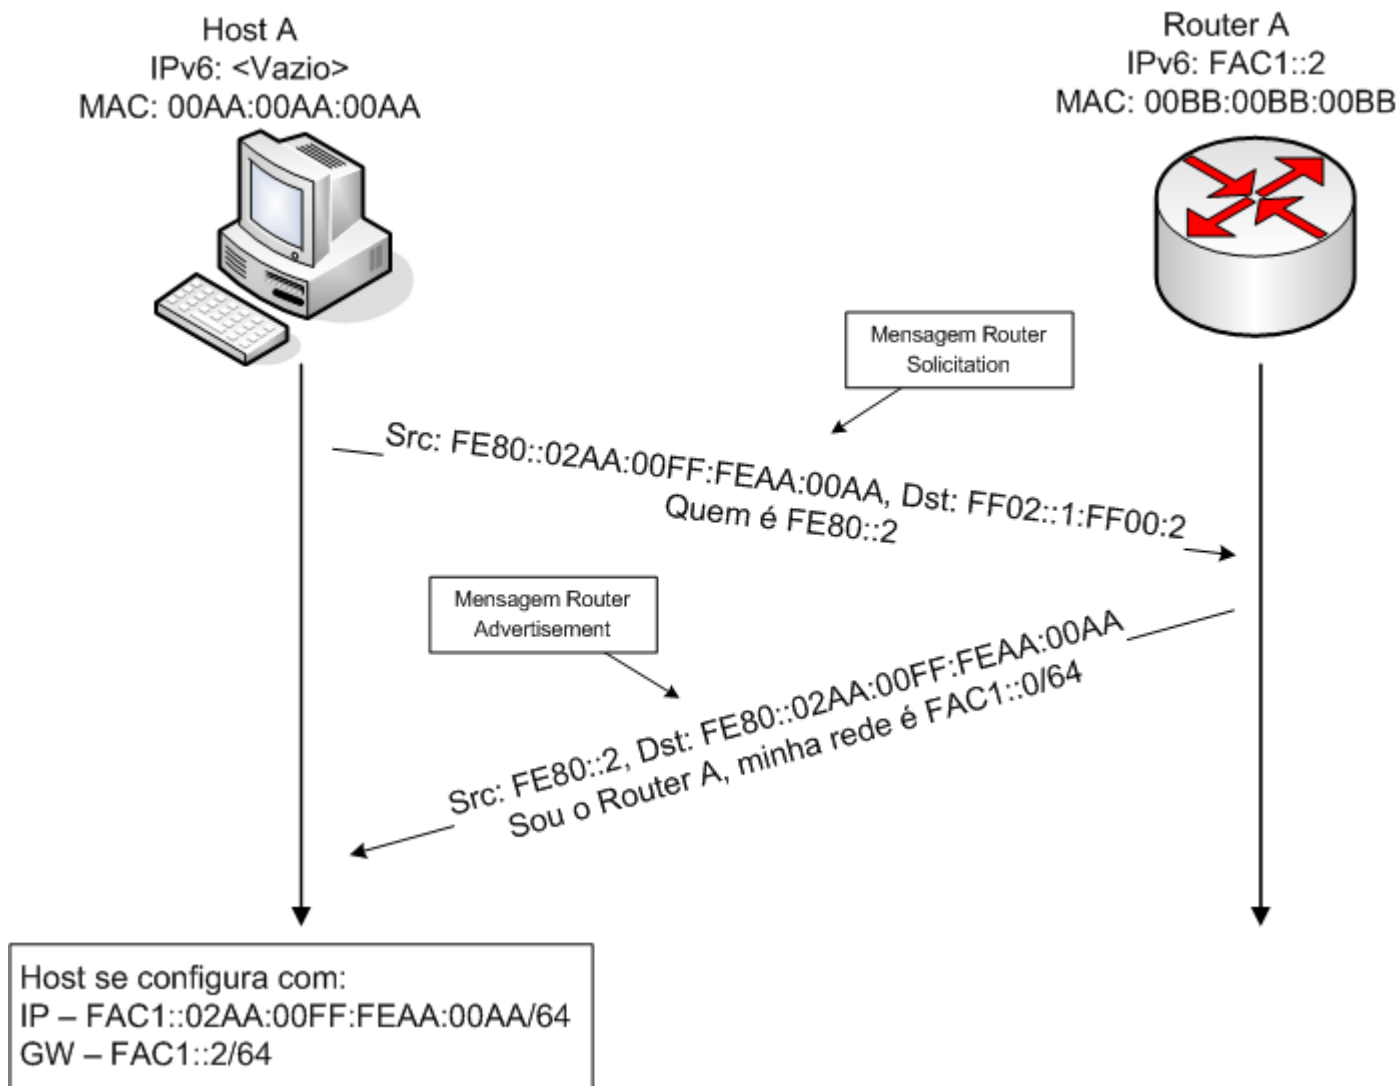 Host A
IPv6: <Vazio>
MAC: 00AA:00AA:00AA
Router A
IPv6: FAC1::2
MAC: 00BB:00BB:00BB
Mensagem Router
Solicitation
Src: FE80::02AA:00FF:FEAA:00AA, Dst: FF02::1:FF00:2
Quem é FE80::2
Mensagem Router
Advertisement
Src: FE80::2, Dst: FE80::02AA:00FF:FEAA:00AA
Sou o Router A, minha rede é FAC1::0/64
Host se configura com:
IP – FAC1::02AA:00FF:FEAA:00AA/64
GW – FAC1::2/64